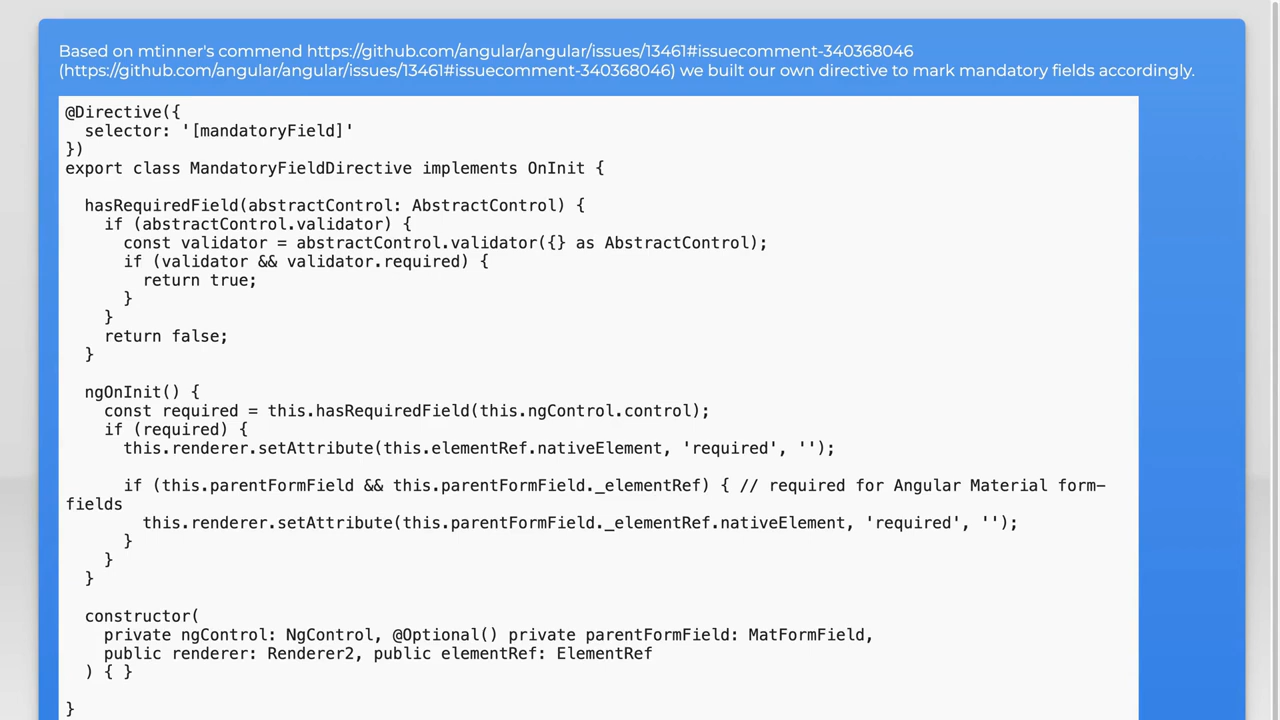 Based on mtinner's commend https://github.com/angular/angular/issues/13461#issuecomment-340368046
(https://github.com/angular/angular/issues/13461#issuecomment-340368046) we built our own directive to mark mandatory fields accordingly.
@Directive({
  selector: '[mandatoryField]'
})
export class MandatoryFieldDirective implements OnInit {

  hasRequiredField(abstractControl: AbstractControl) {
    if (abstractControl.validator) {
      const validator = abstractControl.validator({} as AbstractControl);
      if (validator && validator.required) {
        return true;
      }
    }
    return false;
  }

  ngOnInit() {
    const required = this.hasRequiredField(this.ngControl.control);
    if (required) {
      this.renderer.setAttribute(this.elementRef.nativeElement, 'required', '');

      if (this.parentFormField && this.parentFormField._elementRef) { // required for Angular Material form-
fields
        this.renderer.setAttribute(this.parentFormField._elementRef.nativeElement, 'required', '');
      }
    }
  }

  constructor(
    private ngControl: NgControl, @Optional() private parentFormField: MatFormField,
    public renderer: Renderer2, public elementRef: ElementRef
  ) { }

}